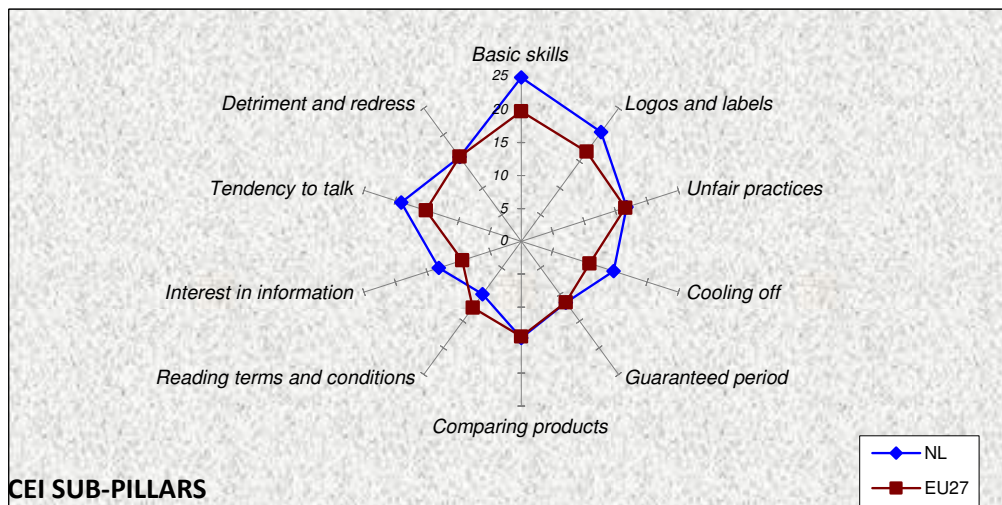 Basic skills
25
Detriment and redress
Logos and labels
20
15
Tendency to talk
10
Unfair practices
5
0
Interest in information
Cooling off
Reading terms and conditions
Guaranteed period
Comparing products
NL
EU27
CEI SUB-PILLARS